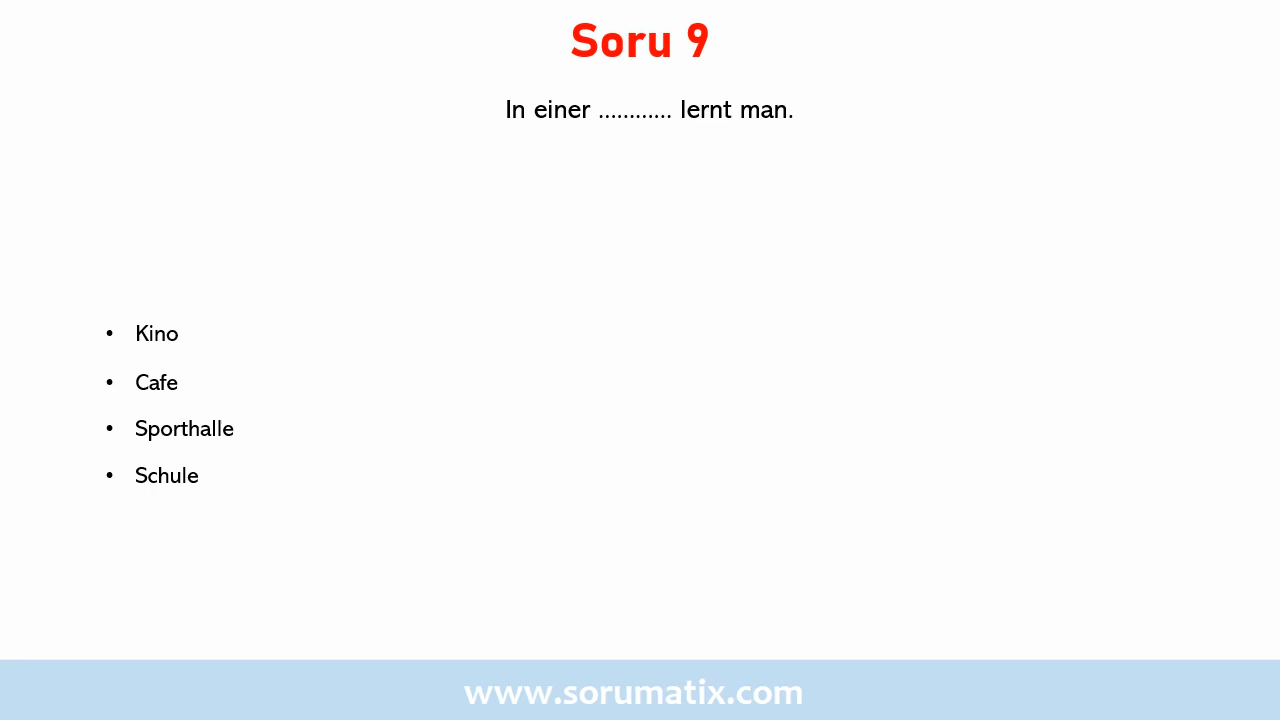 Soru 9
In einer ............ lernt man.
• Kino
• Cafe
• Sporthalle
• Schule
www.sorumatix.com